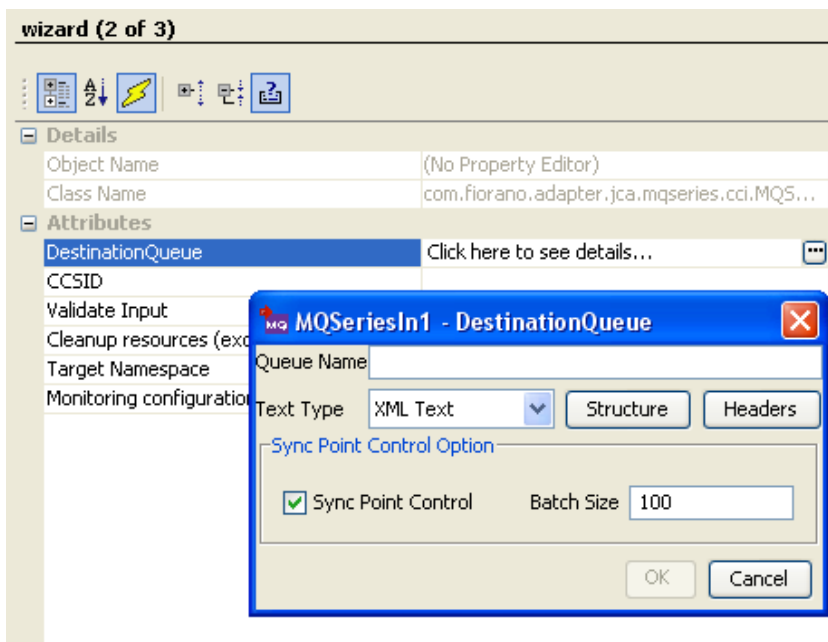 wizard (2 of 3)
Details
Object Name (No Property Editor)
Class Name com.fiorano.adapter.jca.mqseries.cci.MQS...
Attributes
DestinationQueue Click here to see details...
CCSID
Validate Input
Cleanup resources (exc
Target Namespace
Monitoring configuration
MQ MQSeriesIn1 - DestinationQueue
Queue Name
Text Type XML Text Structure Headers
Sync Point Control Option
Sync Point Control Batch Size 100
OK Cancel